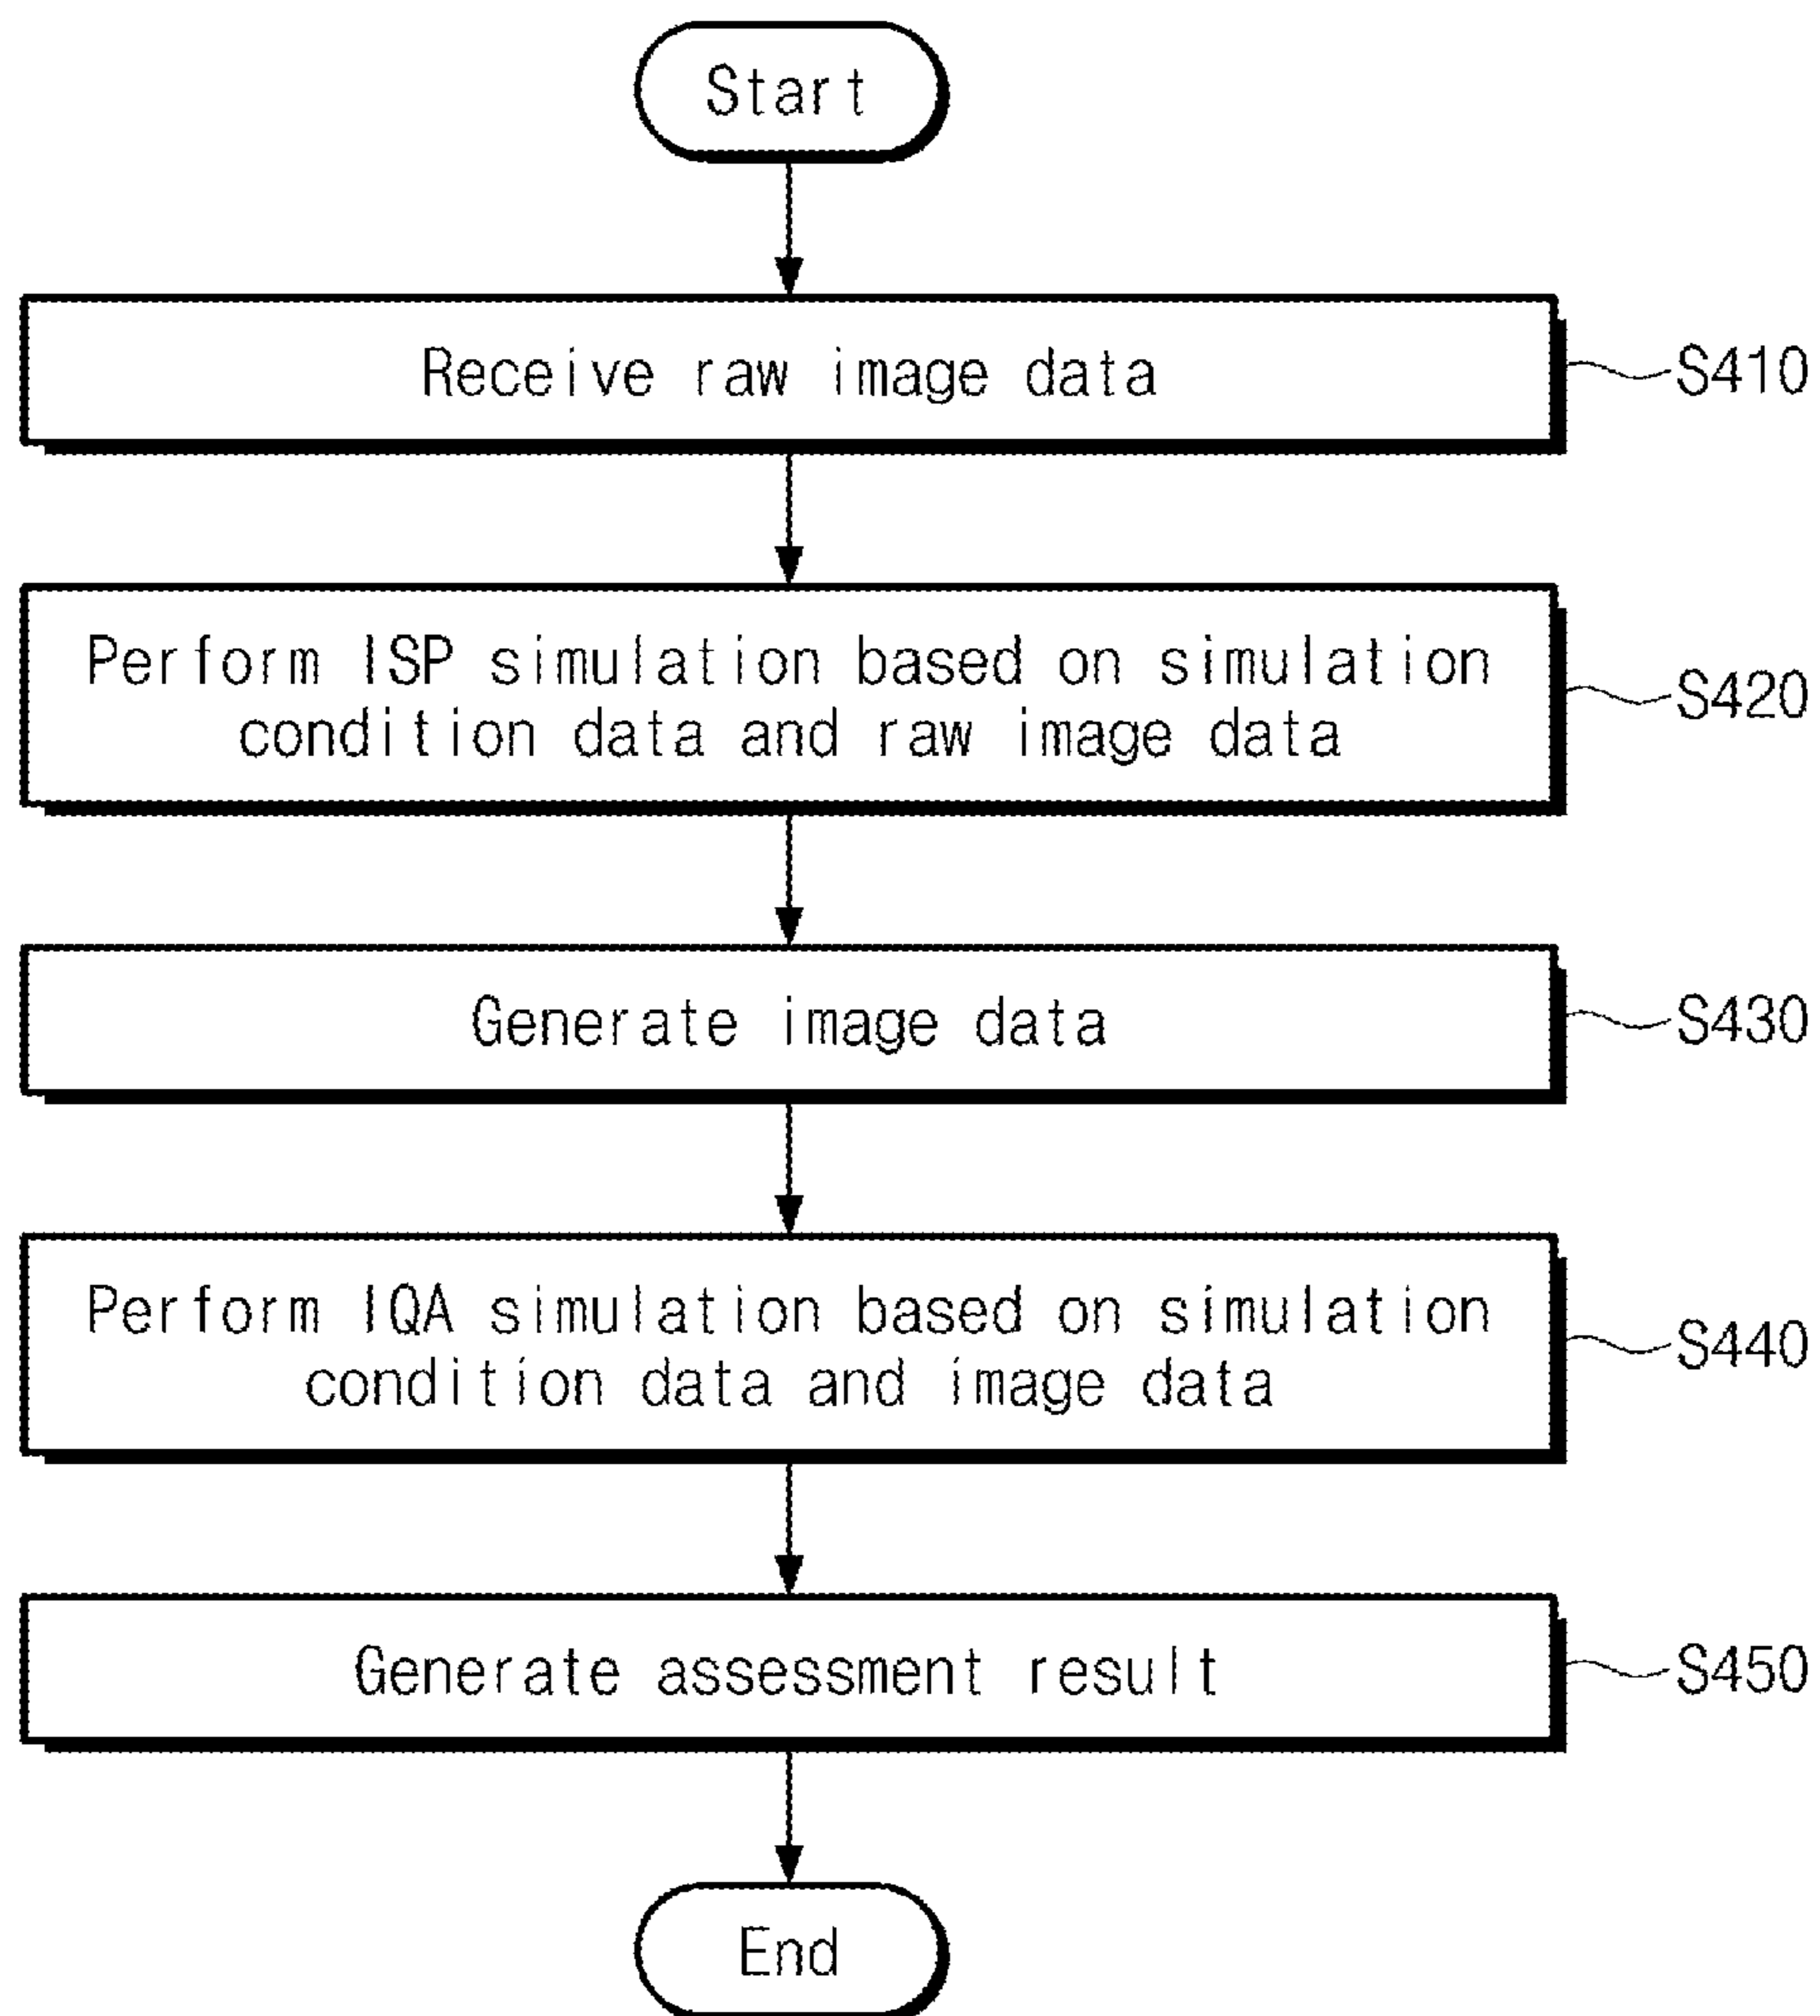 Start
Receive raw image data
S410
Perform ISP simulation based on simulation
condition data and raw image data
S420
Generate image data
S430
Perform IQA simulation based on simulation
condition data and image data
S440
Generate assessment result
S450
End